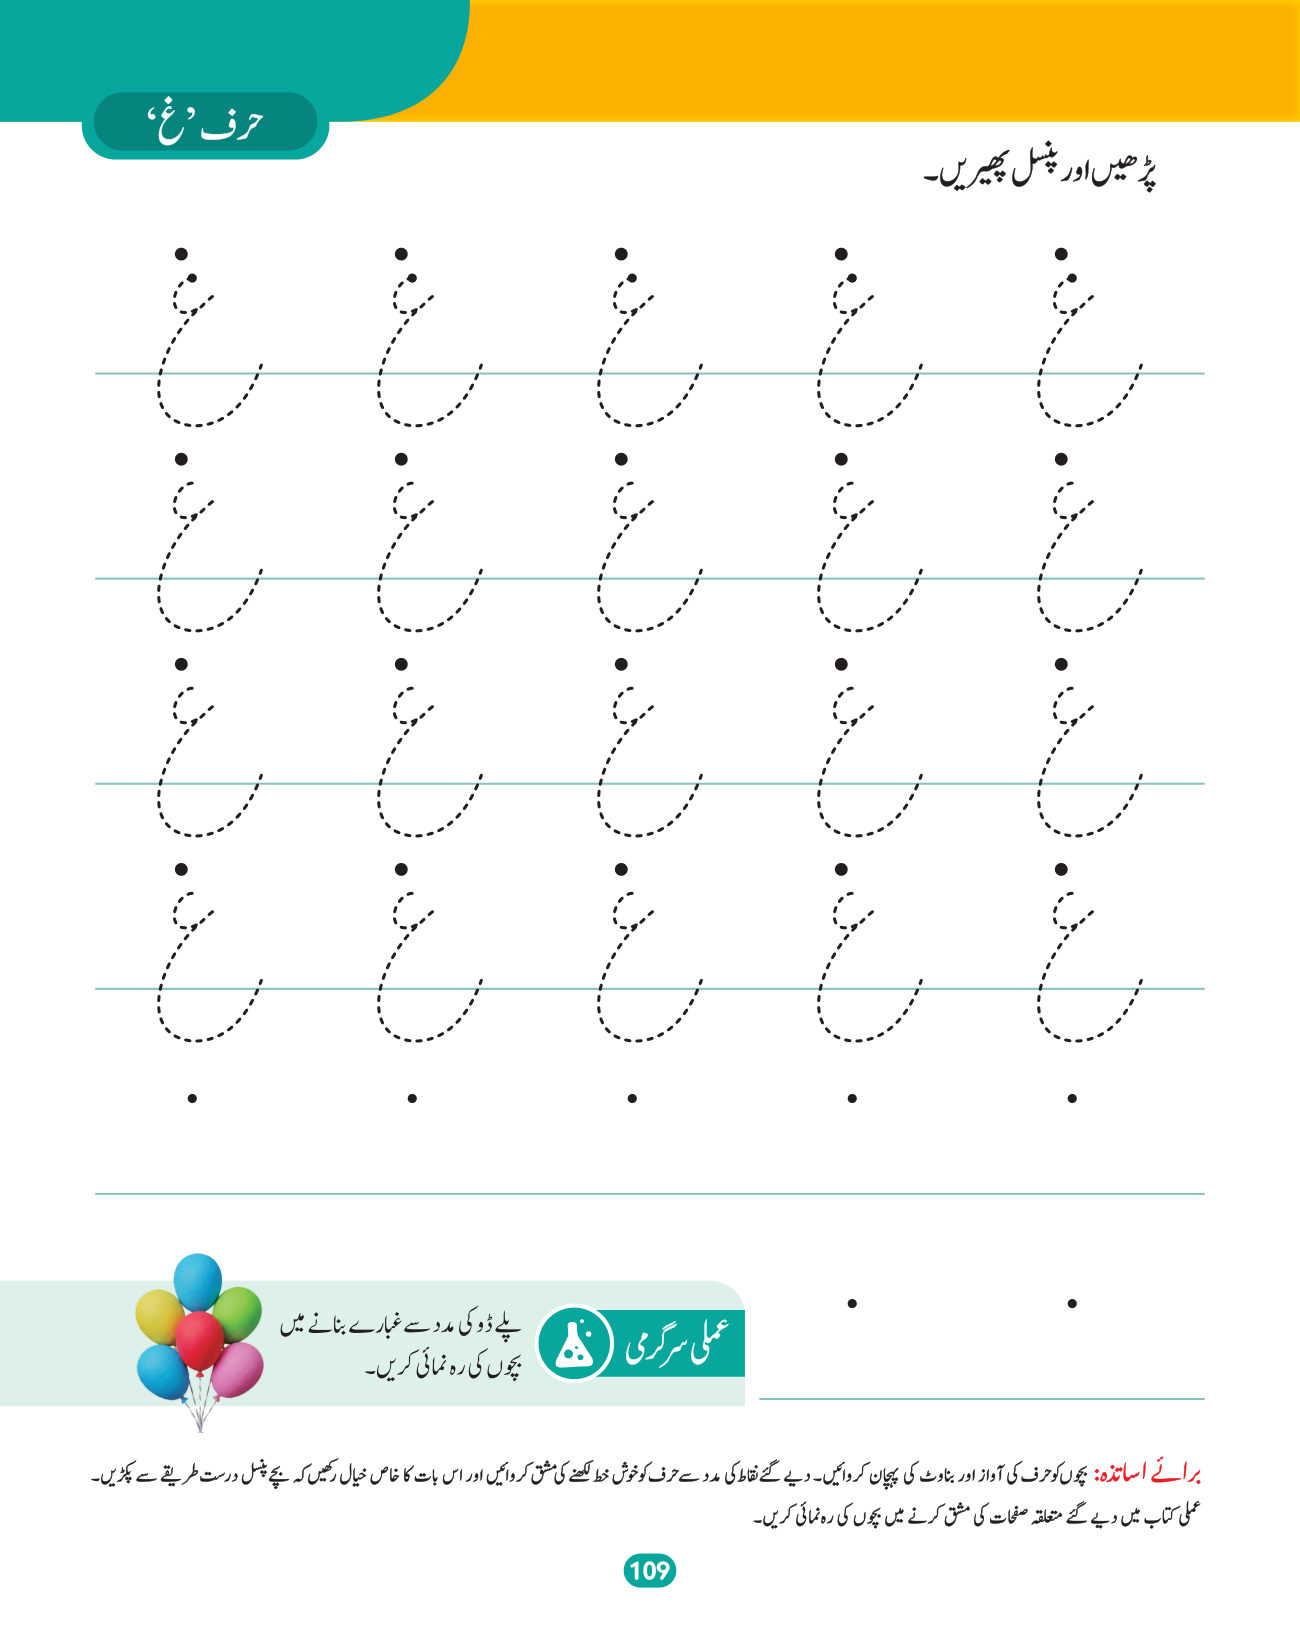 حرف ’غ‘
پڑھیں اور پنسل پھیریں۔
غ غ غ غ غ
غ غ غ غ غ
غ غ غ غ غ
غ غ غ غ غ
عملی سرگرمی
پلے ڈو کی مدد سے غبارے بنانے میں
بچوں کی رہ نمائی کریں۔
برائے اساتذہ: بچوں کو حرف کی آواز اور بناوٹ کی پہچان کروائیں۔ دیے گئے نقاط کی مدد سے حرف کو خوش خط لکھنے کی مشق کروائیں اور اس بات کا خاص خیال رکھیں کہ بچے پنسل درست طریقے سے پکڑیں۔
عملی کتاب میں دیے گئے متعلقہ صفحات کی مشق کرنے میں بچوں کی رہ نمائی کریں۔
109